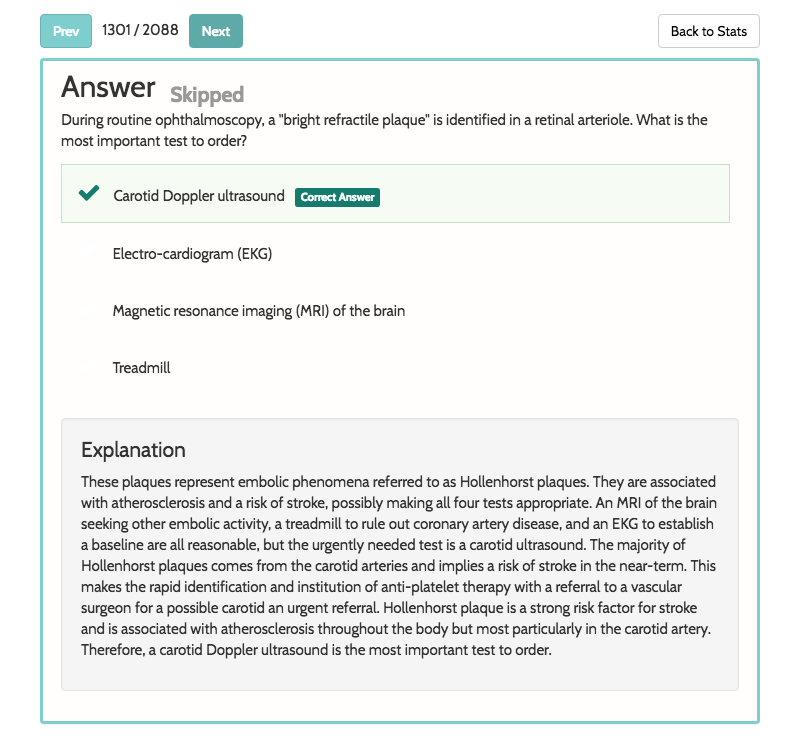 Prev 1301 / 2088 Next Back to Stats
Answer Skipped
During routine ophthalmoscopy, a "bright refractile plaque" is identified in a retinal arteriole. What is the
most important test to order?
Carotid Doppler ultrasound Correct Answer
Electro-cardiogram (EKG)
Magnetic resonance imaging (MRI) of the brain
Treadmill
Explanation
These plaques represent embolic phenomena referred to as Hollenhorst plaques. They are associated
with atherosclerosis and a risk of stroke, possibly making all four tests appropriate. An MRI of the brain
seeking other embolic activity, a treadmill to rule out coronary artery disease, and an EKG to establish
a baseline are all reasonable, but the urgently needed test is a carotid ultrasound. The majority of
Hollenhorst plaques comes from the carotid arteries and implies a risk of stroke in the near-term. This
makes the rapid identification and institution of anti-platelet therapy with a referral to a vascular
surgeon for a possible carotid an urgent referral. Hollenhorst plaque is a strong risk factor for stroke
and is associated with atherosclerosis throughout the body but most particularly in the carotid artery.
Therefore, a carotid Doppler ultrasound is the most important test to order.